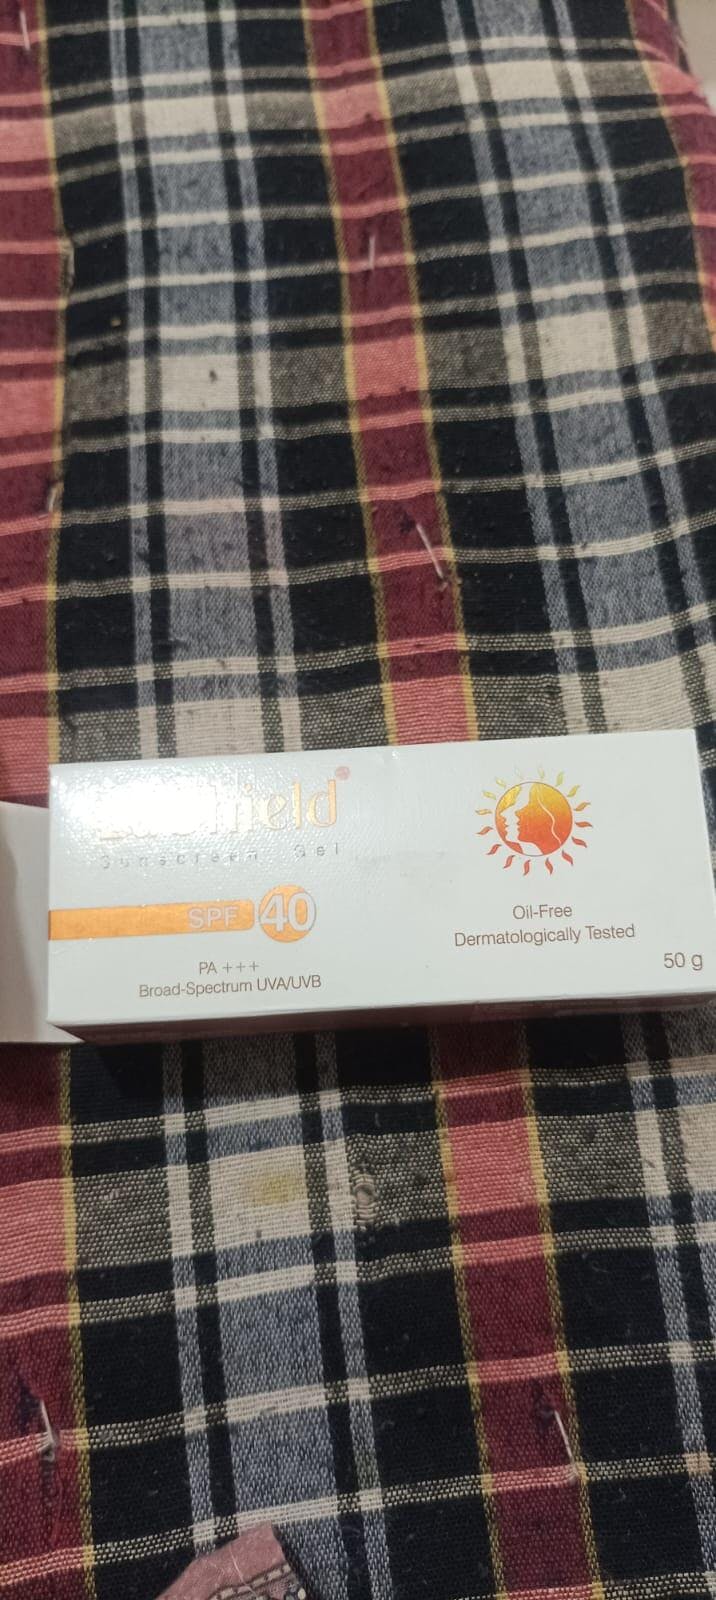 Sunscreen Gel
SPF 40
PA +++
Broad-Spectrum UVA/UVB
Oil-Free
Dermatologically Tested
50 g